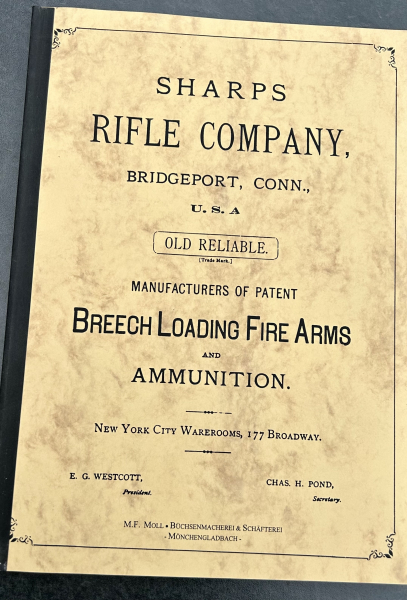 SHARPS
RIFLE COMPANY,
BRIDGEPORT, CONN.,
U. S. A
OLD RELIABLE.
[Trade Mark.]
MANUFACTURERS OF PATENT
BREECH LOADING FIRE ARMS
AND
AMMUNITION.
NEW YORK CITY WAREROOMS, 177 BROADWAY.
E. G. WESTCOTT,
President.
CHAS. H. POND,
Secretary.
M.F. MOLL • BÜCHSENMACHEREI & SCHÄFTEREI
- MÖNCHENGLADBACH -